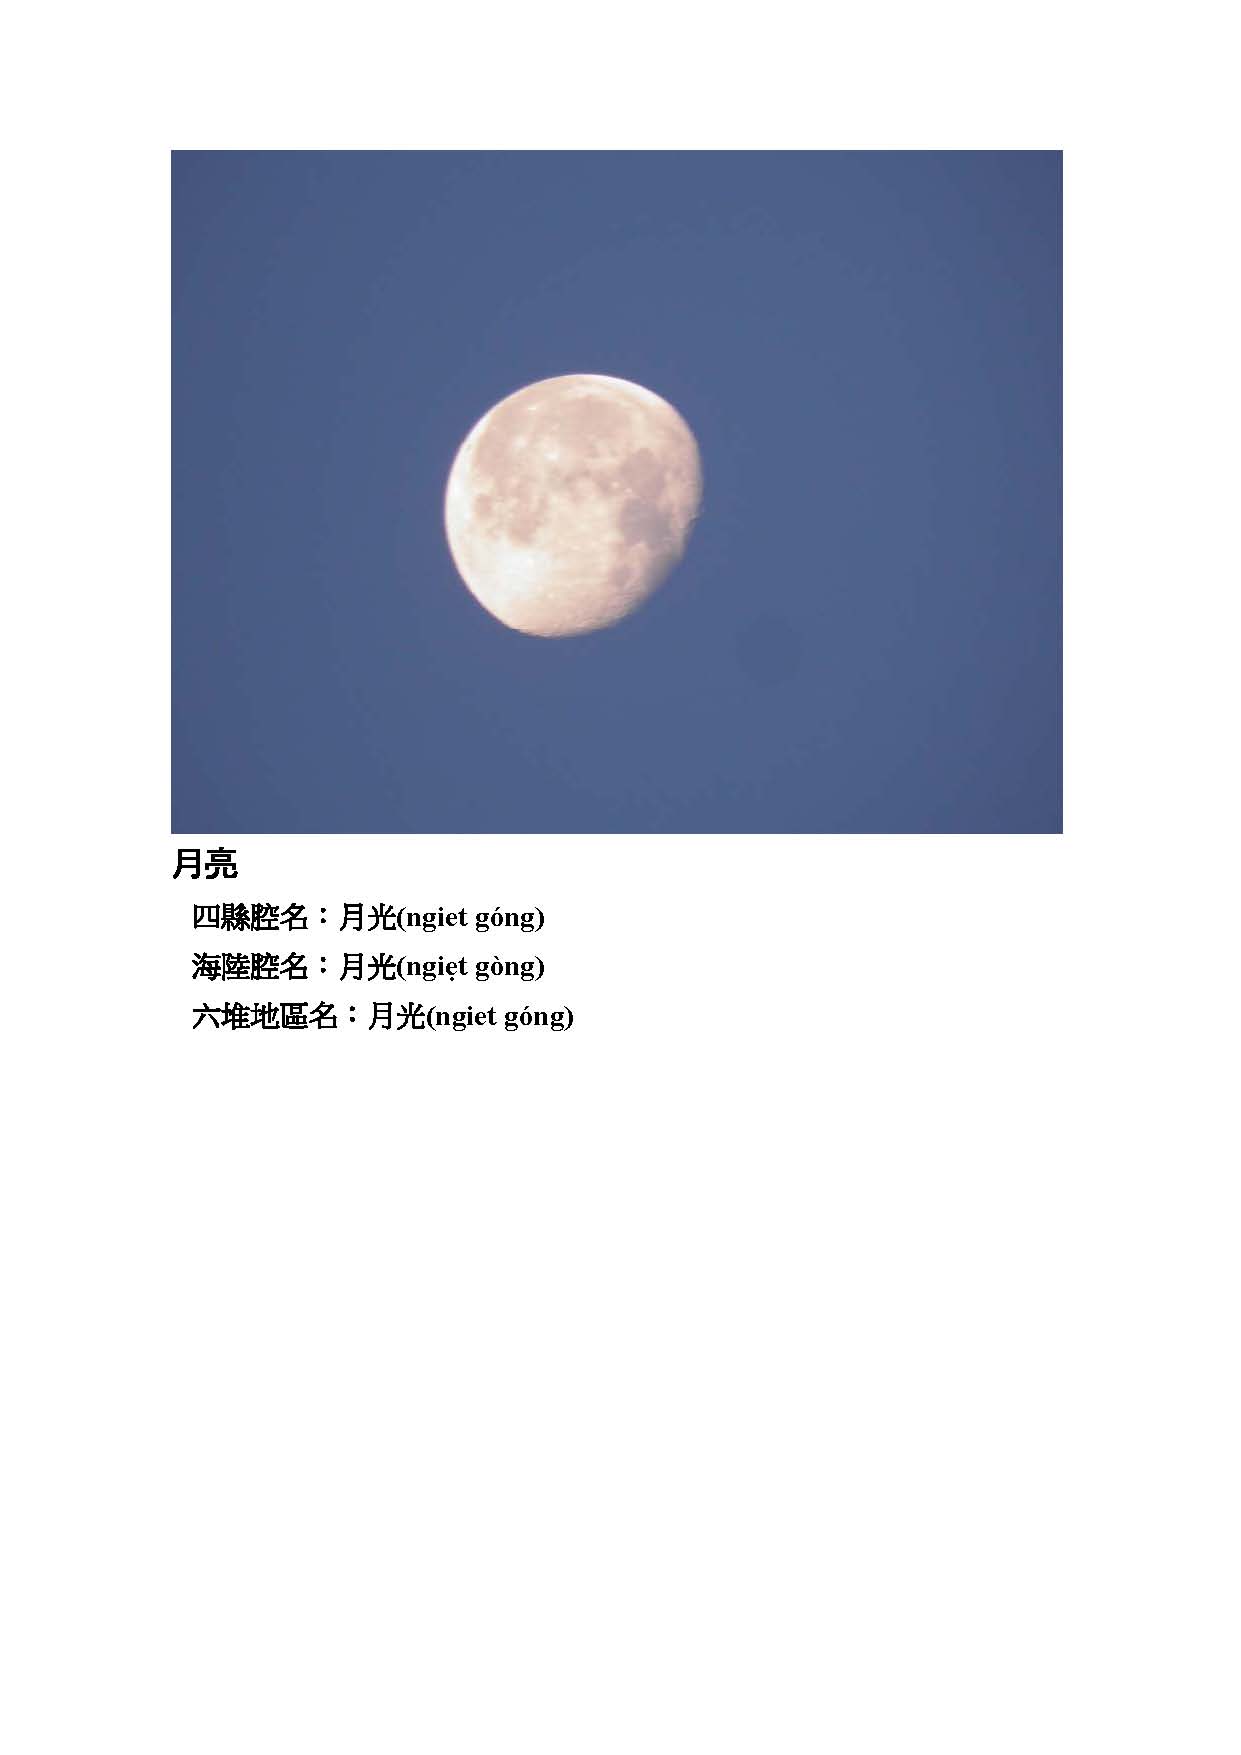 月亮
四縣腔名：月光(ngiet góng)
海陸腔名：月光(ngiẹt gòng)
六堆地區名：月光(ngiet góng)